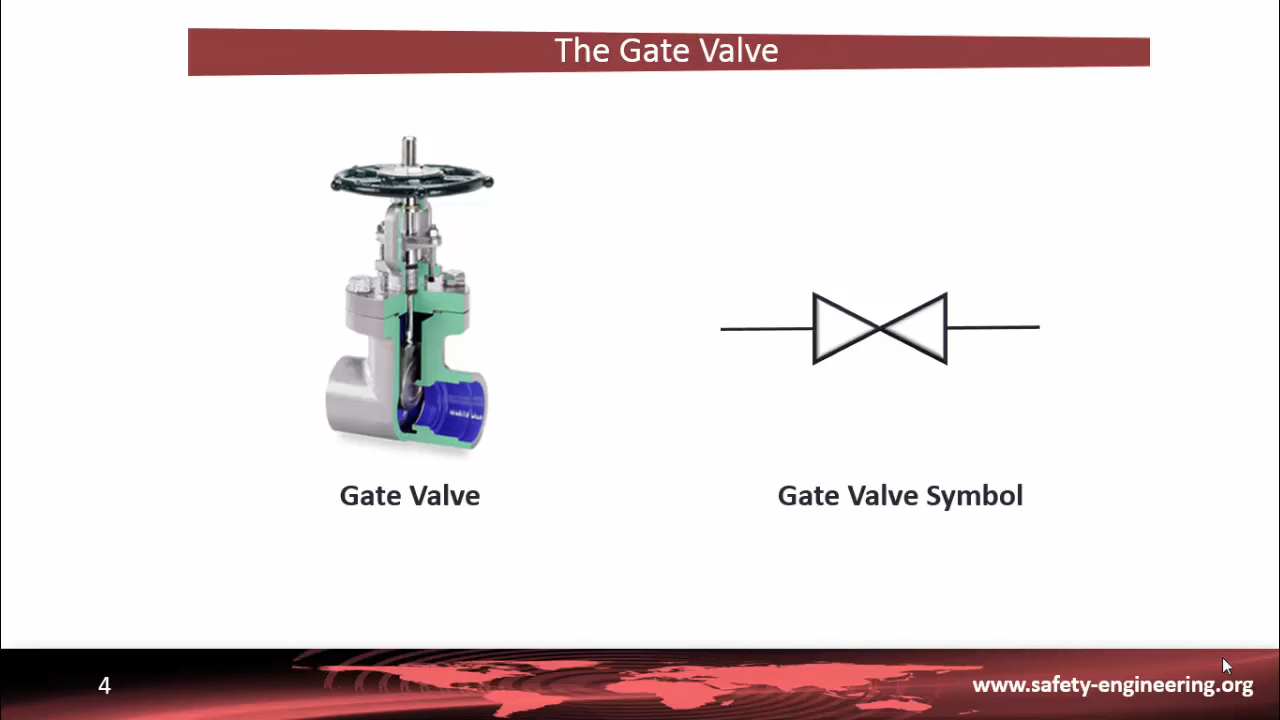 The Gate Valve
Gate Valve
Gate Valve Symbol
4
www.safety-engineering.org